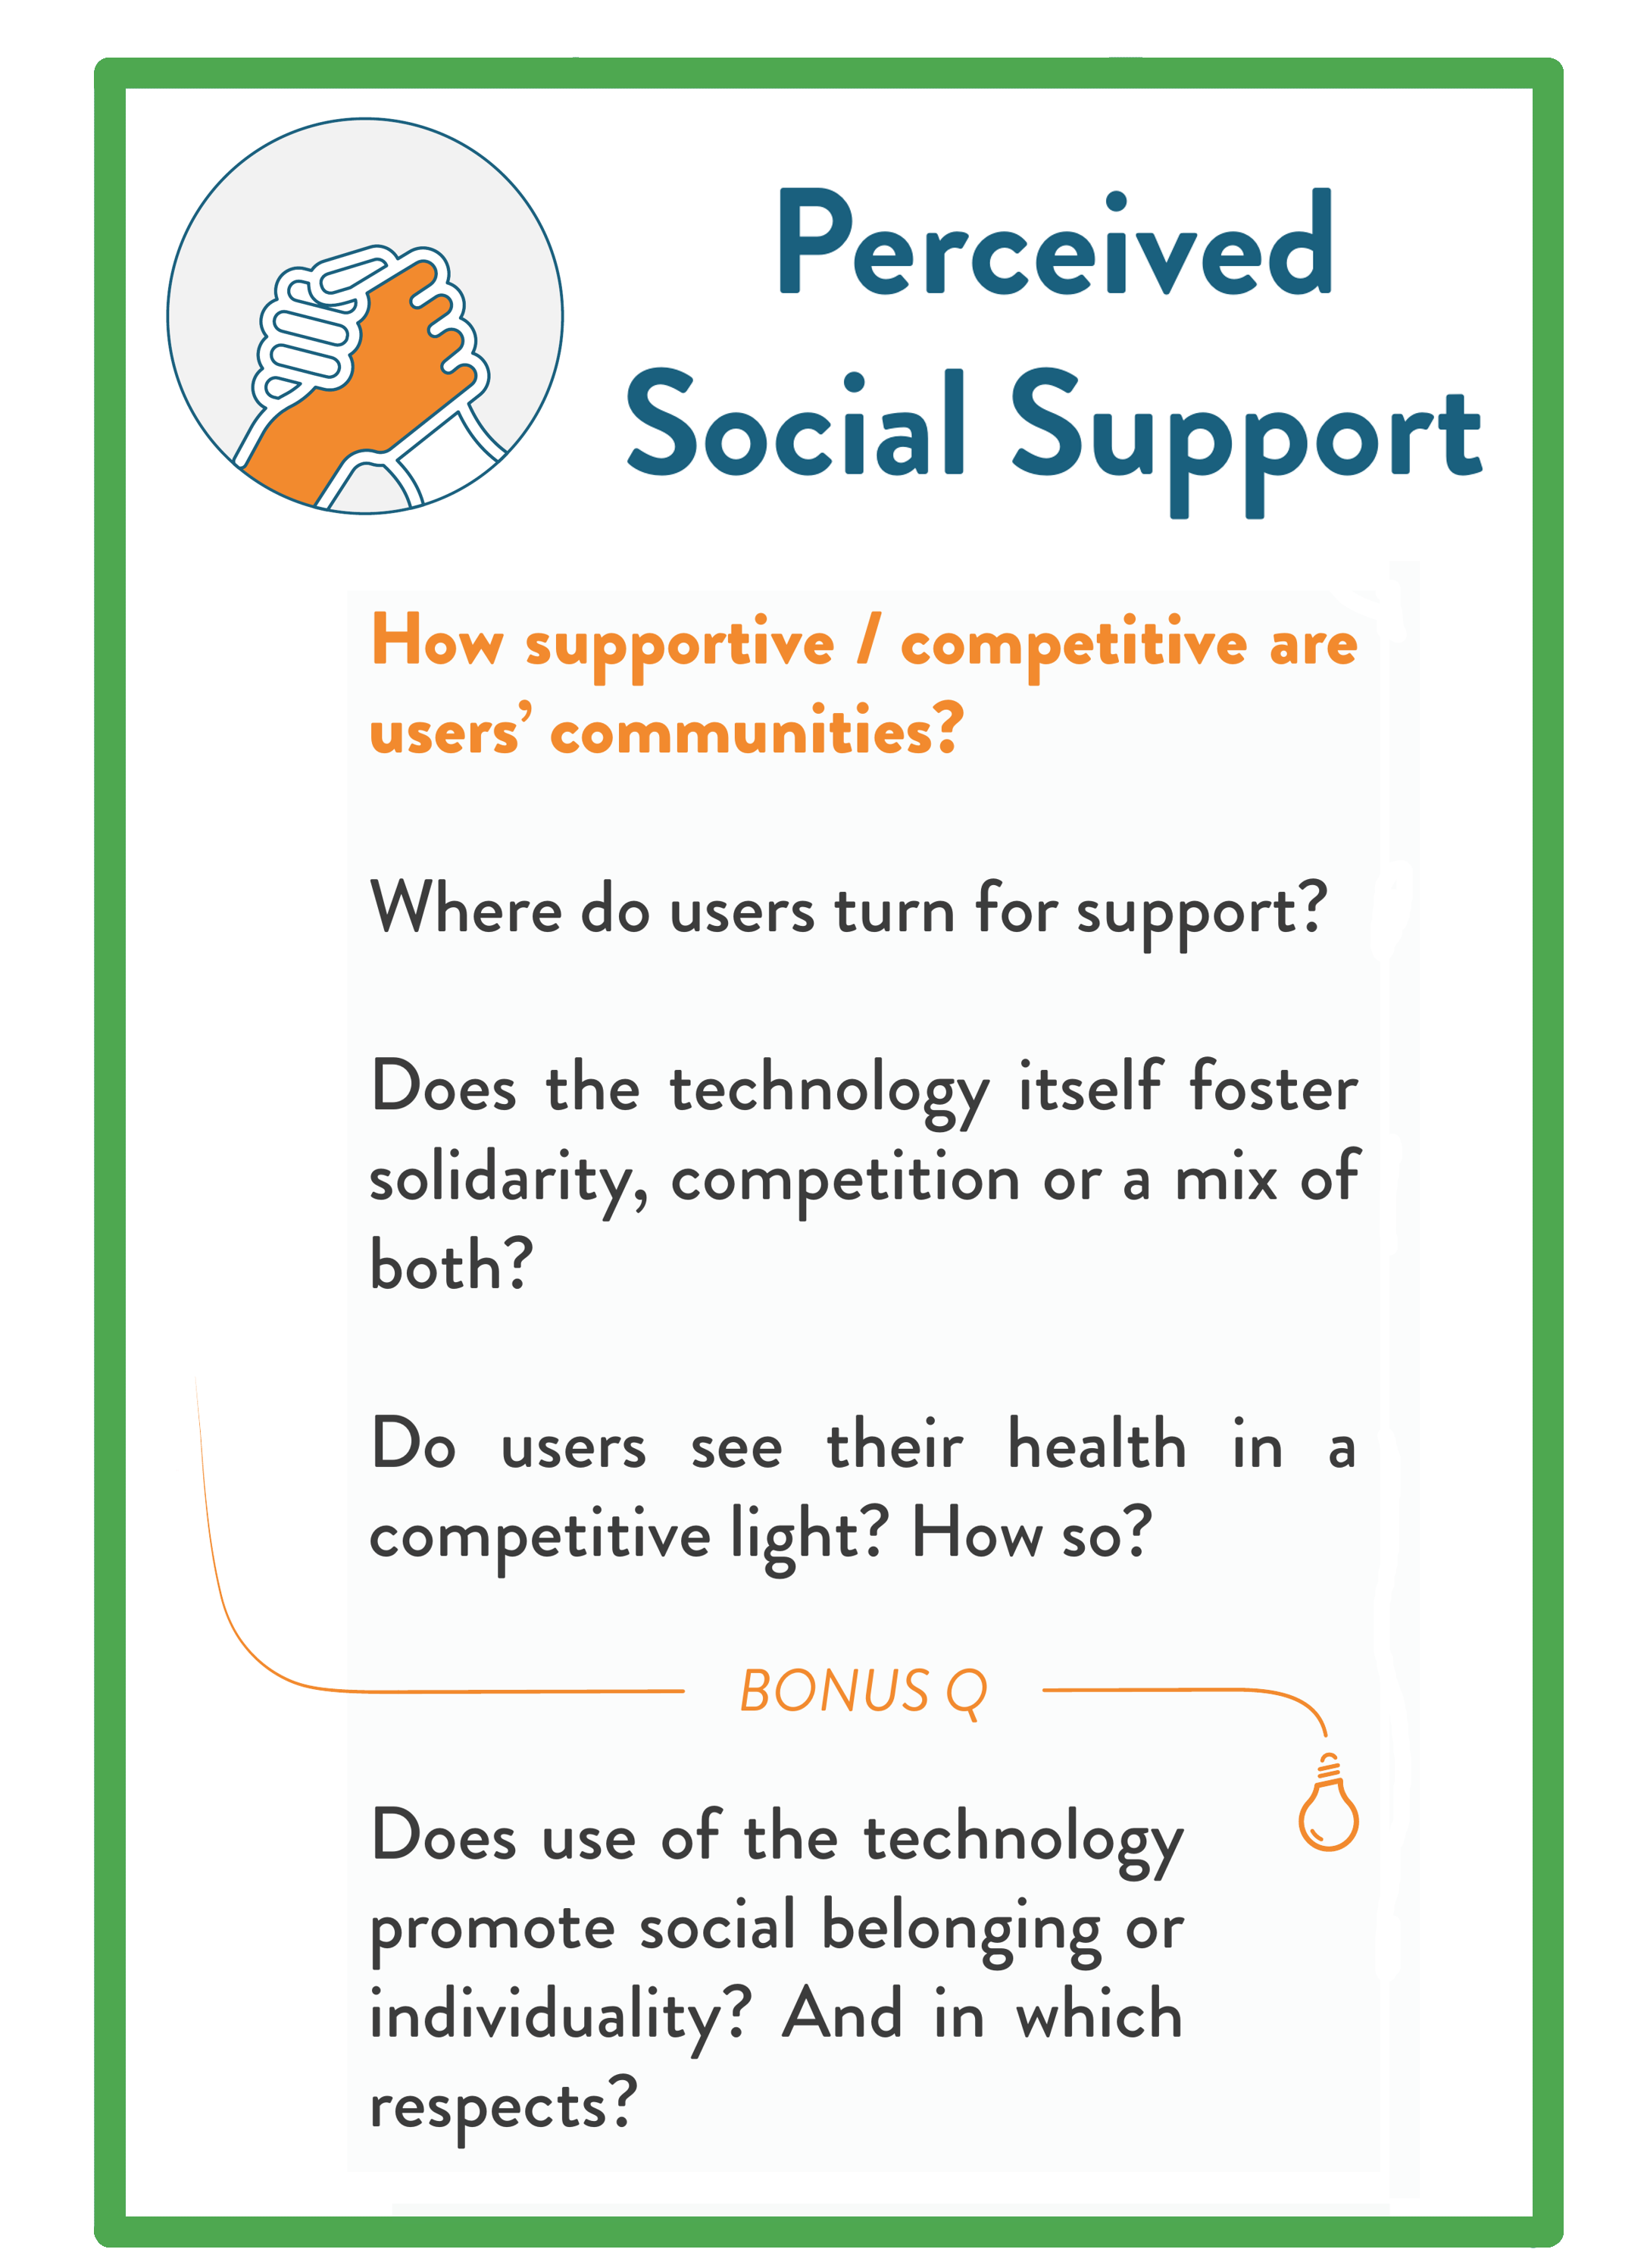 Perceived
Social Support
How supportive / competitive are
users’ communities?
Where do users turn for support?
Does the technology itself foster
solidarity, competition or a mix of
both?
Do users see their health in a
competitive light? How so?
BONUS Q
Does use of the technology
promote social belonging or
individuality? And in which
respects?